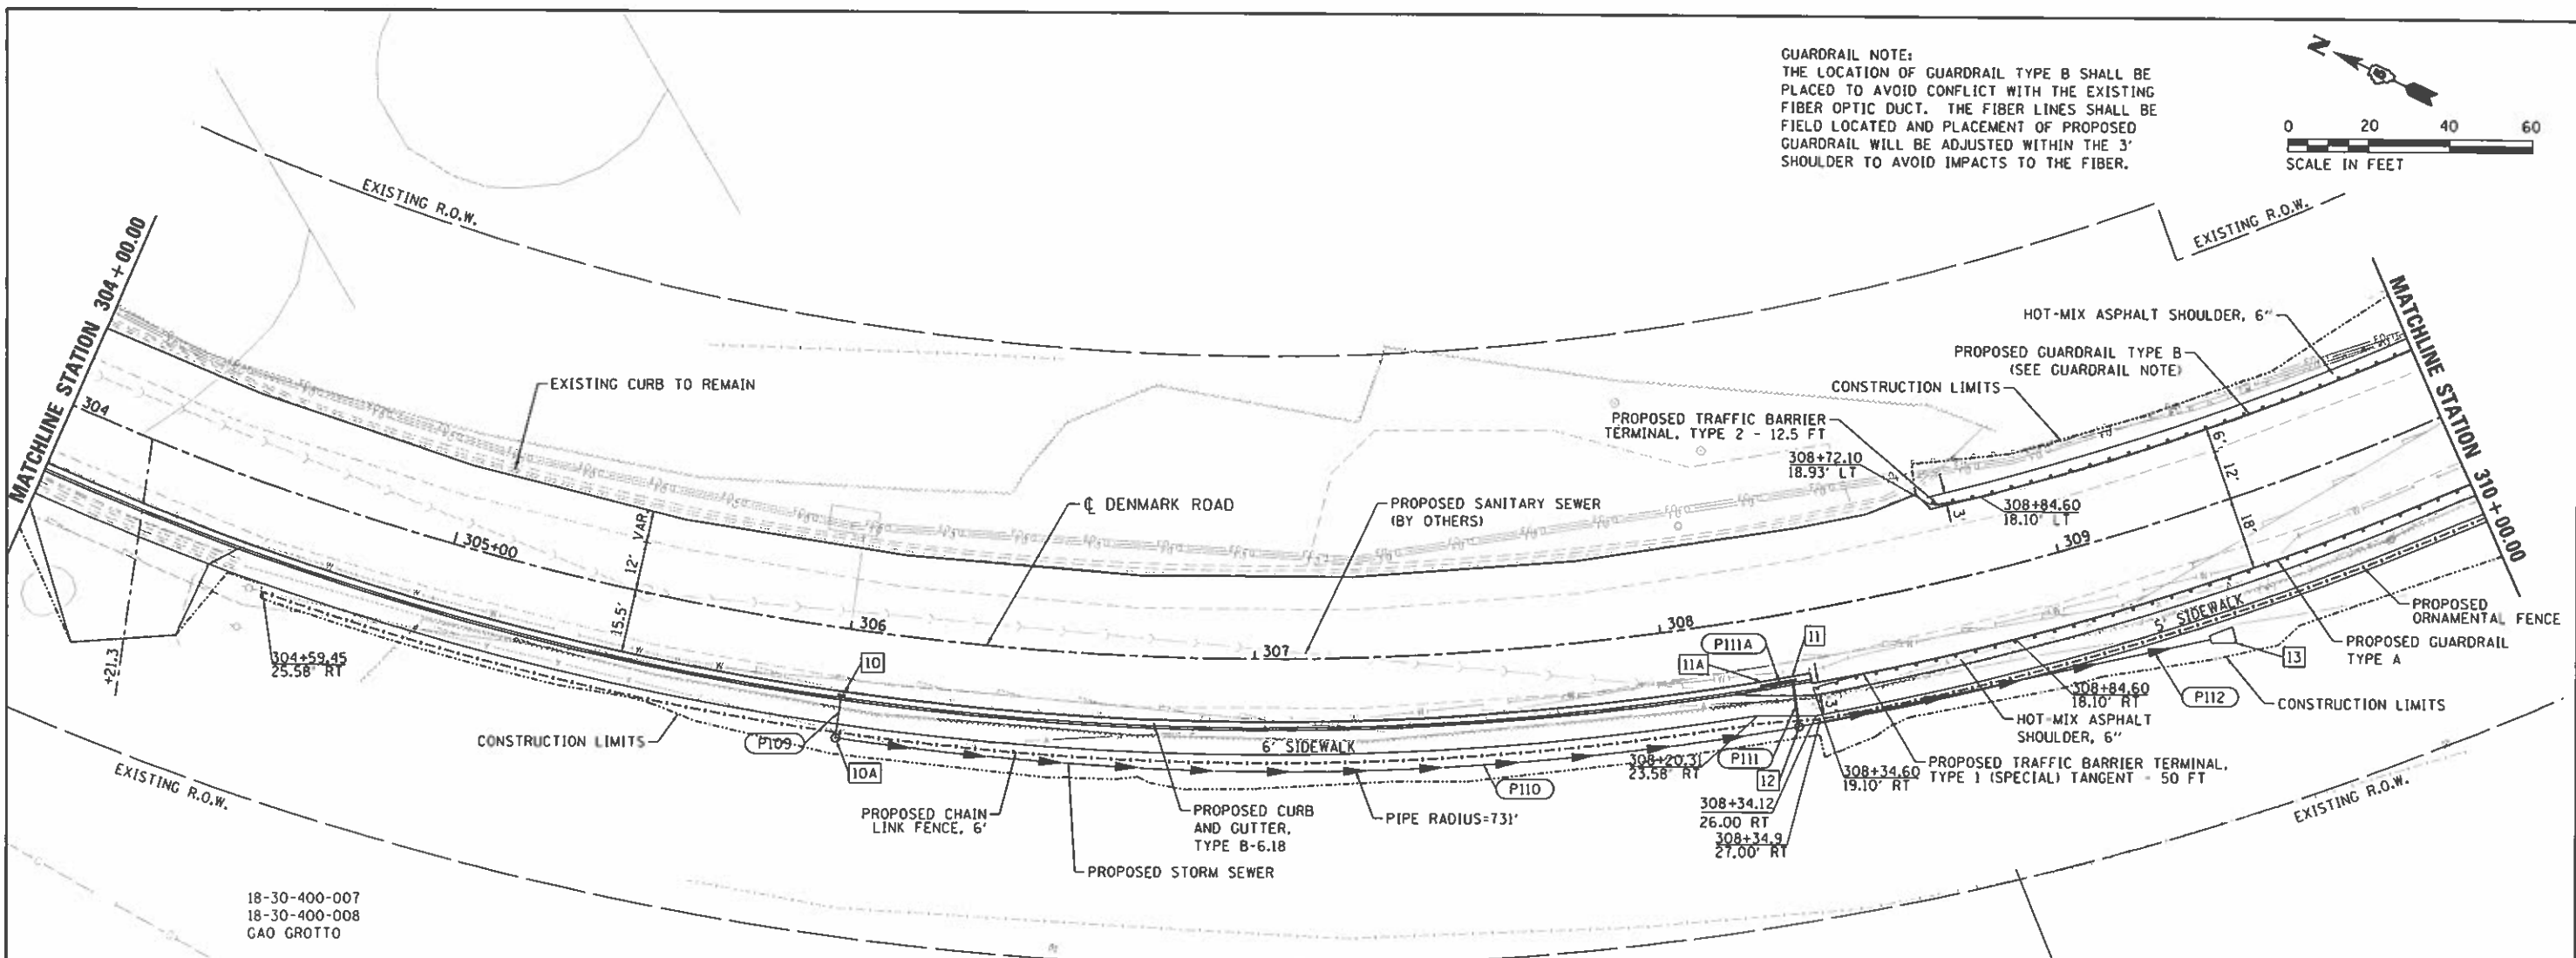 GUARDRAIL NOTE:
THE LOCATION OF GUARDRAIL TYPE B SHALL BE
PLACED TO AVOID CONFLICT WITH THE EXISTING
FIBER OPTIC DUCT. THE FIBER LINES SHALL BE
FIELD LOCATED AND PLACEMENT OF PROPOSED
GUARDRAIL WILL BE ADJUSTED WITHIN THE 3'
SHOULDER TO AVOID IMPACTS TO THE FIBER.
N
0 20 40 60
SCALE IN FEET
EXISTING R.O.W.
EXISTING R.O.W.
MATCHLINE STATION 304+00.00
MATCHLINE STATION 310+00.00
HOT-MIX ASPHALT SHOULDER, 6"
PROPOSED GUARDRAIL TYPE B
(SEE GUARDRAIL NOTE)
CONSTRUCTION LIMITS
EXISTING CURB TO REMAIN
PROPOSED TRAFFIC BARRIER
TERMINAL, TYPE 2 - 12.5 FT
308+72.10
18.93' LT
308+84.60
18.10' LT
3'
6'
12'
18'
304
305+00
306
307
308
309
℄ DENMARK ROAD
PROPOSED SANITARY SEWER
(BY OTHERS)
12' VAR.
15.5'
+21.3
304+59.45
25.58' RT
10
P109
10A
CONSTRUCTION LIMITS
6' SIDEWALK
5' SIDEWALK
P111A
11
11A
3'
PROPOSED
ORNAMENTAL FENCE
PROPOSED GUARDRAIL
TYPE A
13
308+84.60
18.10' RT
P112
CONSTRUCTION LIMITS
HOT-MIX ASPHALT
SHOULDER, 6"
308+20.31
23.58' RT
P111
12
308+34.60
19.10' RT
PROPOSED TRAFFIC BARRIER TERMINAL,
TYPE 1 (SPECIAL) TANGENT - 50 FT
308+34.12
26.00 RT
308+34.9
27.00' RT
P110
PIPE RADIUS=731'
PROPOSED CHAIN
LINK FENCE, 6'
PROPOSED CURB
AND GUTTER,
TYPE B-6.18
PROPOSED STORM SEWER
EXISTING R.O.W.
EXISTING R.O.W.
18-30-400-007
18-30-400-008
GAO GROTTO